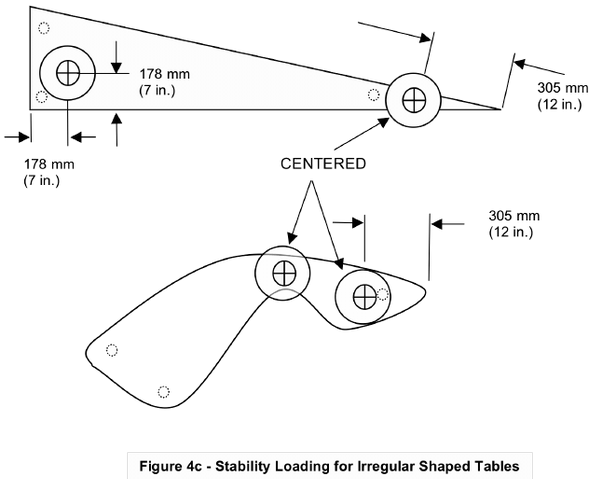 305 mm
(12 in.)
178 mm
(7 in.)
178 mm
(7 in.)
CENTERED
305 mm
(12 in.)
Figure 4c - Stability Loading for Irregular Shaped Tables